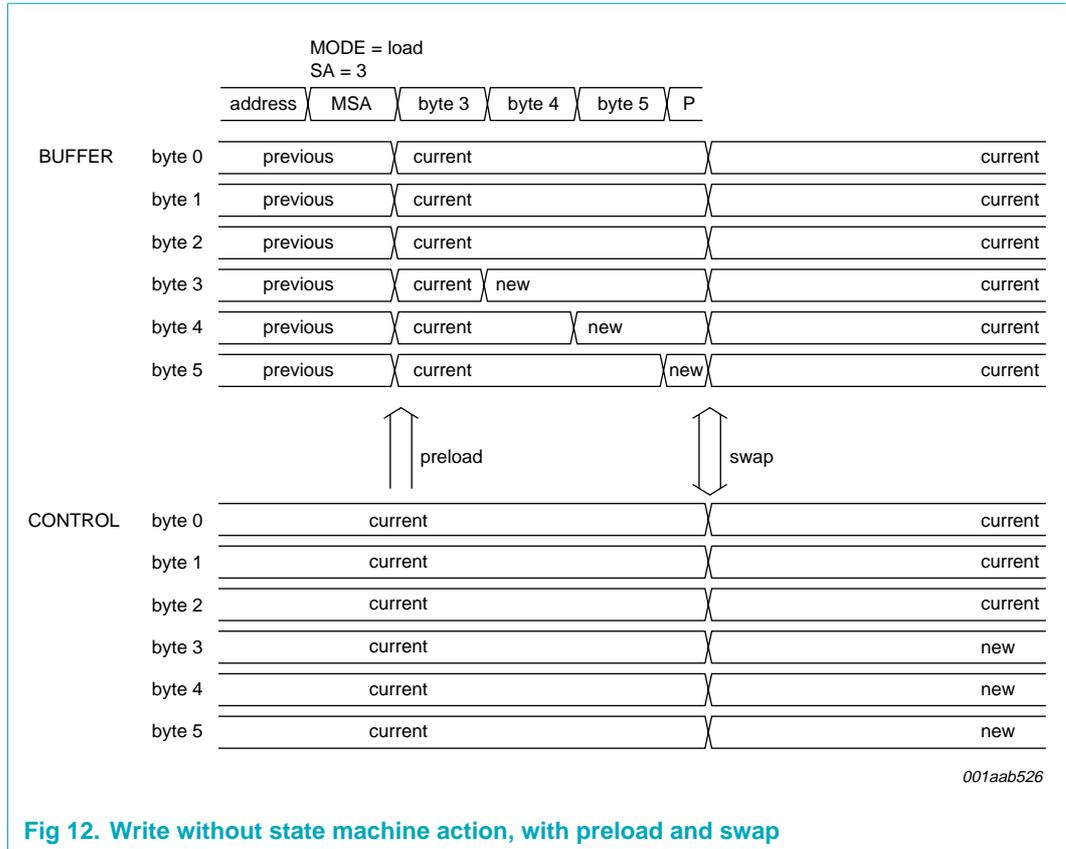 MODE = load
SA = 3
address MSA byte 3 byte 4 byte 5 P
BUFFER byte 0 previous current current
byte 1 previous current current
byte 2 previous current current
byte 3 previous current new current
byte 4 previous current new current
byte 5 previous current new current
preload swap
CONTROL byte 0 current current
byte 1 current current
byte 2 current current
byte 3 current new
byte 4 current new
byte 5 current new
001aab526
Fig 12. Write without state machine action, with preload and swap